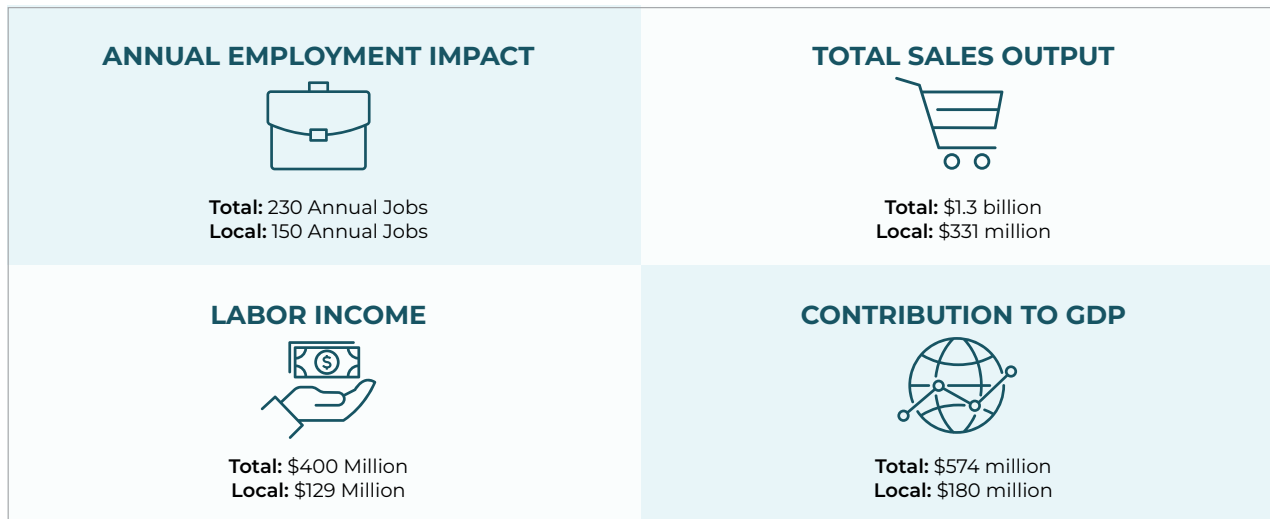 ANNUAL EMPLOYMENT IMPACT
Total: 230 Annual Jobs
Local: 150 Annual Jobs
TOTAL SALES OUTPUT
Total: $1.3 billion
Local: $331 million
LABOR INCOME
$
Total: $400 Million
Local: $129 Million
CONTRIBUTION TO GDP
Total: $574 million
Local: $180 million